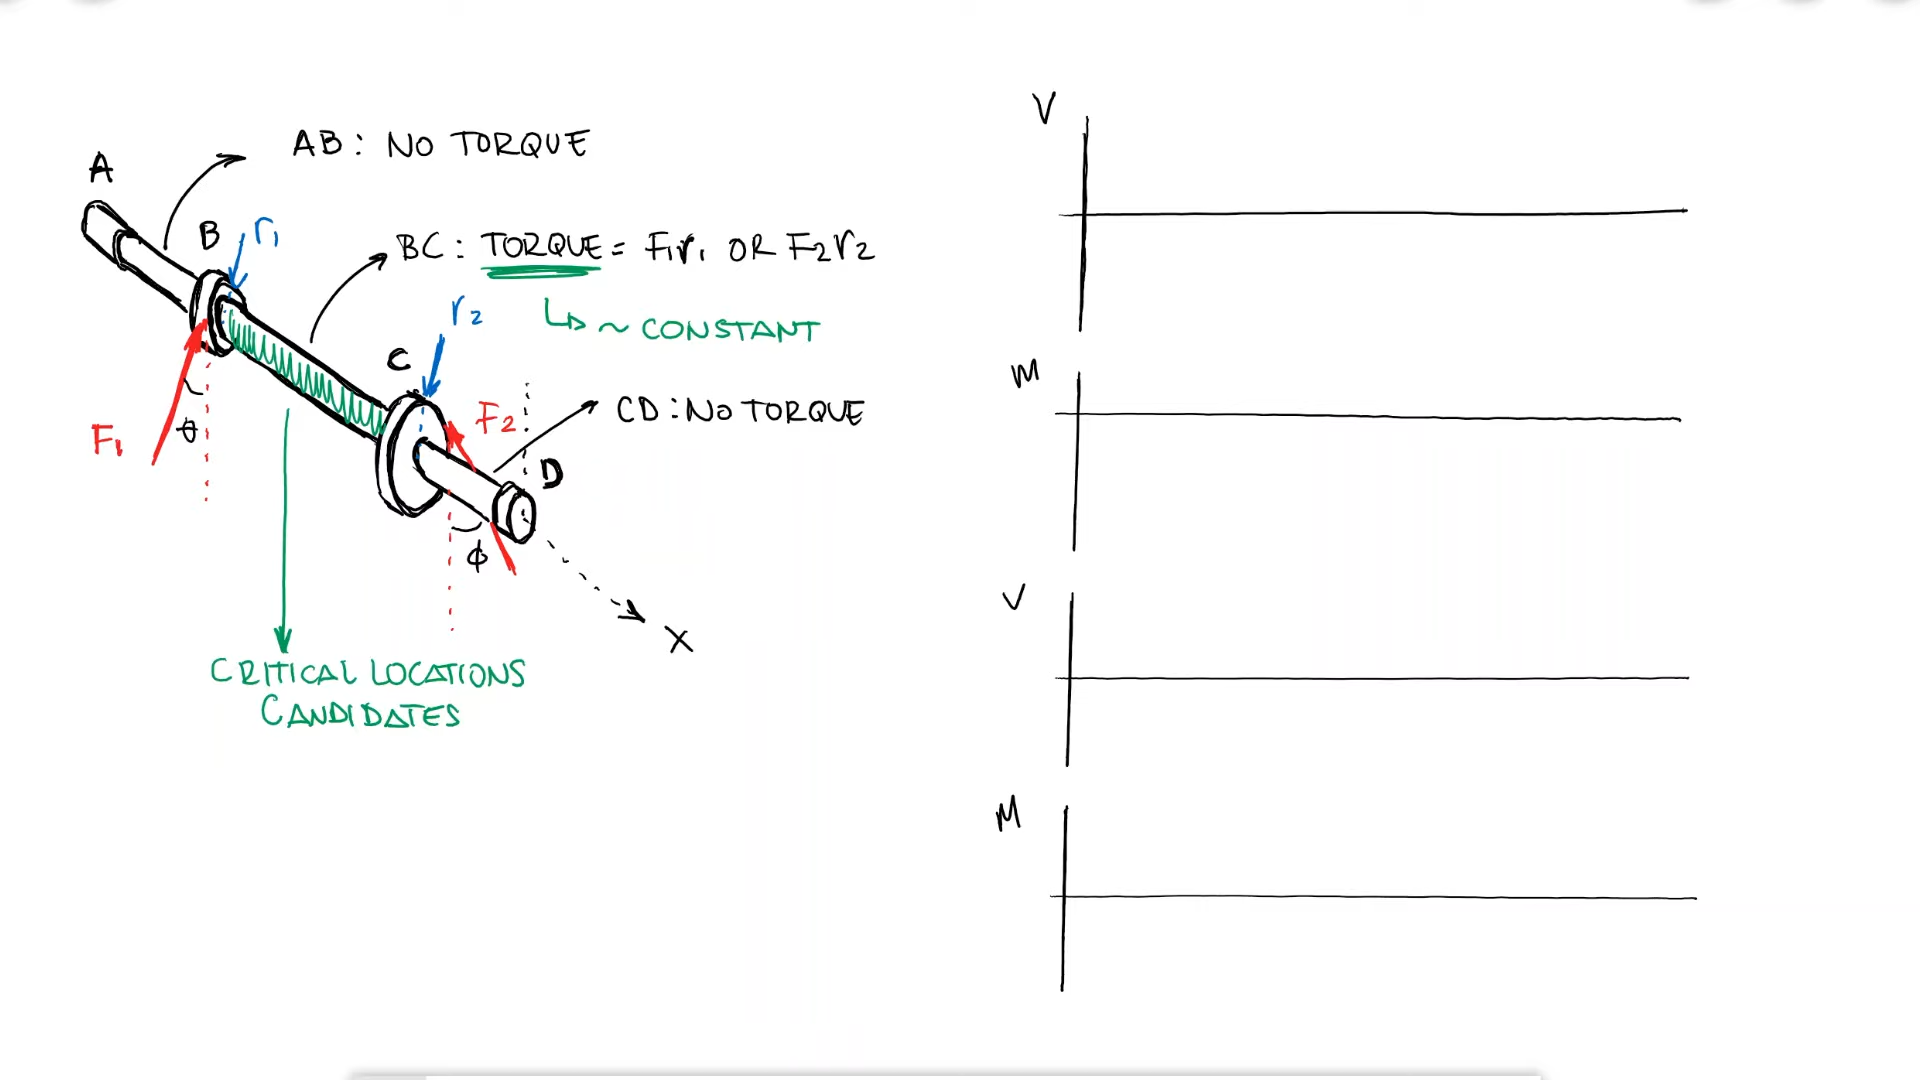 A
AB: NO TORQUE
B
r1
BC: TORQUE = F1r1 OR F2r2
↳ ~ CONSTANT
r2
C
F2
CD: NO TORQUE
D
F1
θ
ϕ
X
CRITICAL LOCATIONS
CANDIDATES
V
M
V
M